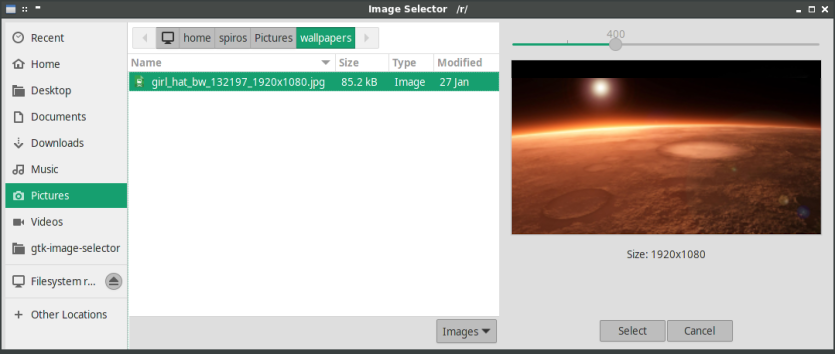 Image Selector /r/
Recent
Home
Desktop
Documents
Downloads
Music
Pictures
Videos
gtk-image-selector
Filesystem r...
Other Locations
home spiros Pictures wallpapers
Name Size Type Modified
girl_hat_bw_132197_1920x1080.jpg 85.2 kB Image 27 Jan
Images
400
Size: 1920x1080
Select Cancel